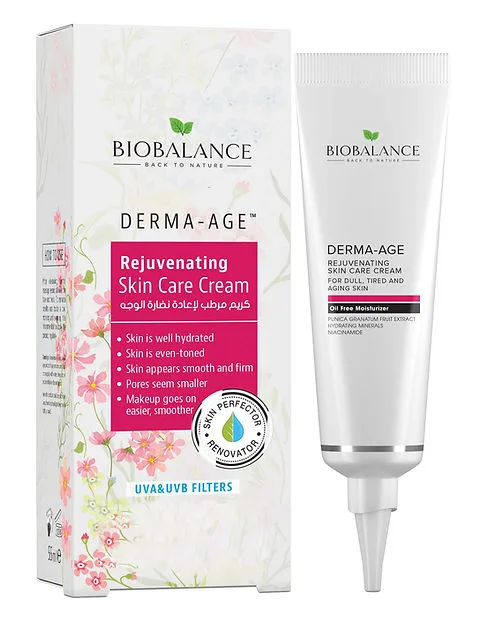 BIOBALANCE
BACK TO NATURE
DERMA-AGE™
Rejuvenating
Skin Care Cream
كريم مرطب لإعادة نضارة الوجه
• Skin is well hydrated
• Skin is even-toned
• Skin appears smooth and firm
• Pores seem smaller
• Makeup goes on
easier, smoother
SKIN PERFECTOR
RENOVATOR
UVA&UVB FILTERS
HOW TO USE
55ml e
BIOBALANCE
BACK TO NATURE
DERMA-AGE
REJUVENATING
SKIN CARE CREAM
FOR DULL, TIRED AND
AGING SKIN
Oil Free Moisturizer
PUNICA GRANATUM FRUIT EXTRACT
HYDRATING MINERALS
NIACINAMIDE